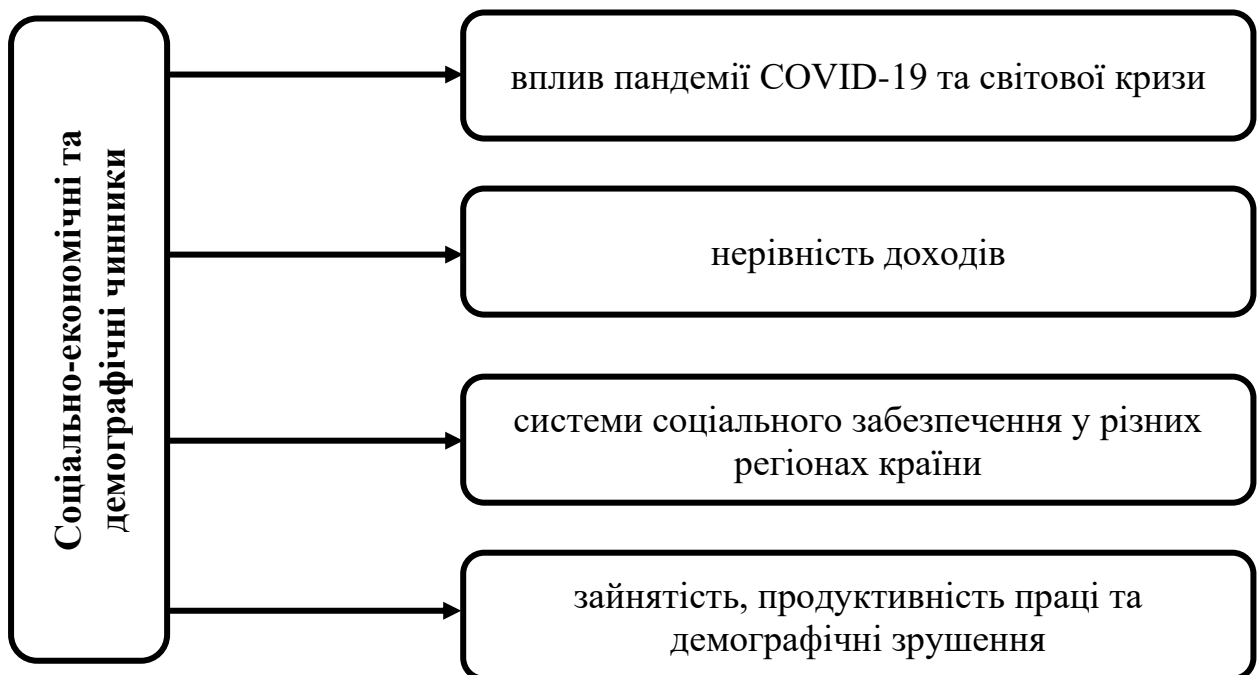 Соціально-економічні та
демографічні чинники
вплив пандемії COVID-19 та світової кризи
нерівність доходів
системи соціального забезпечення у різних
регіонах країни
зайнятість, продуктивність праці та
демографічні зрушення